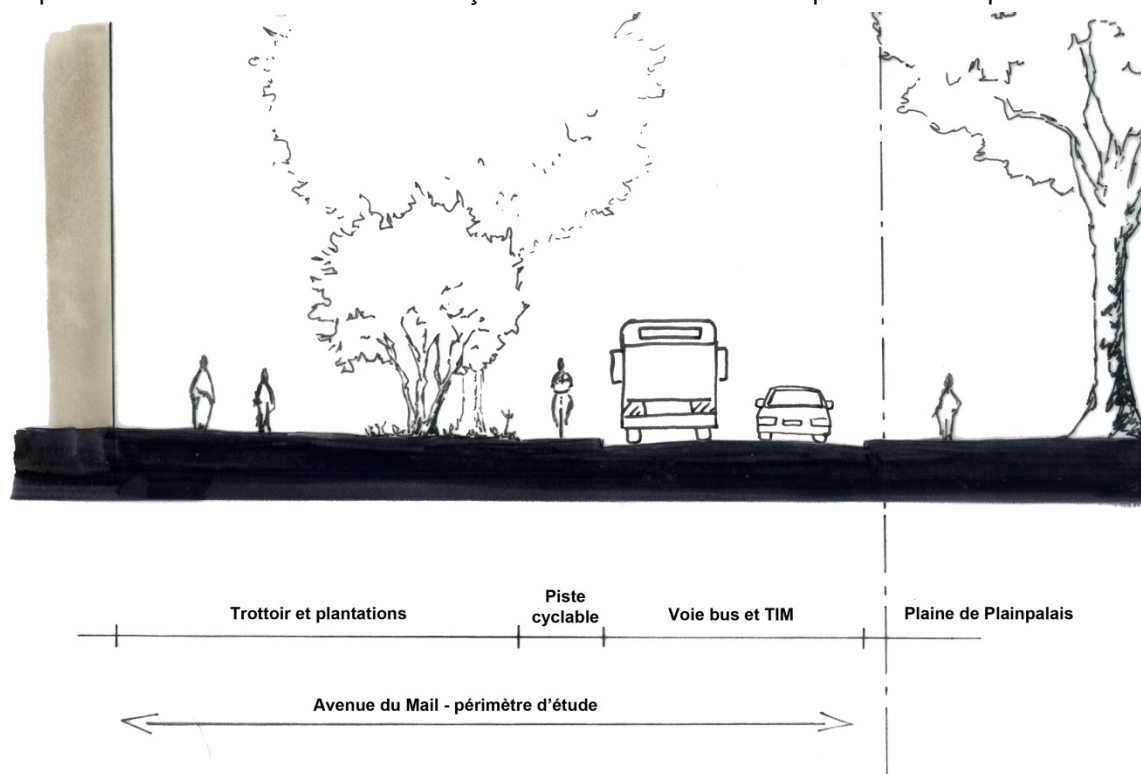 Trottoir et plantations
Piste
cyclable
Voie bus et TIM
Plaine de Plainpalais
Avenue du Mail - périmètre d'étude